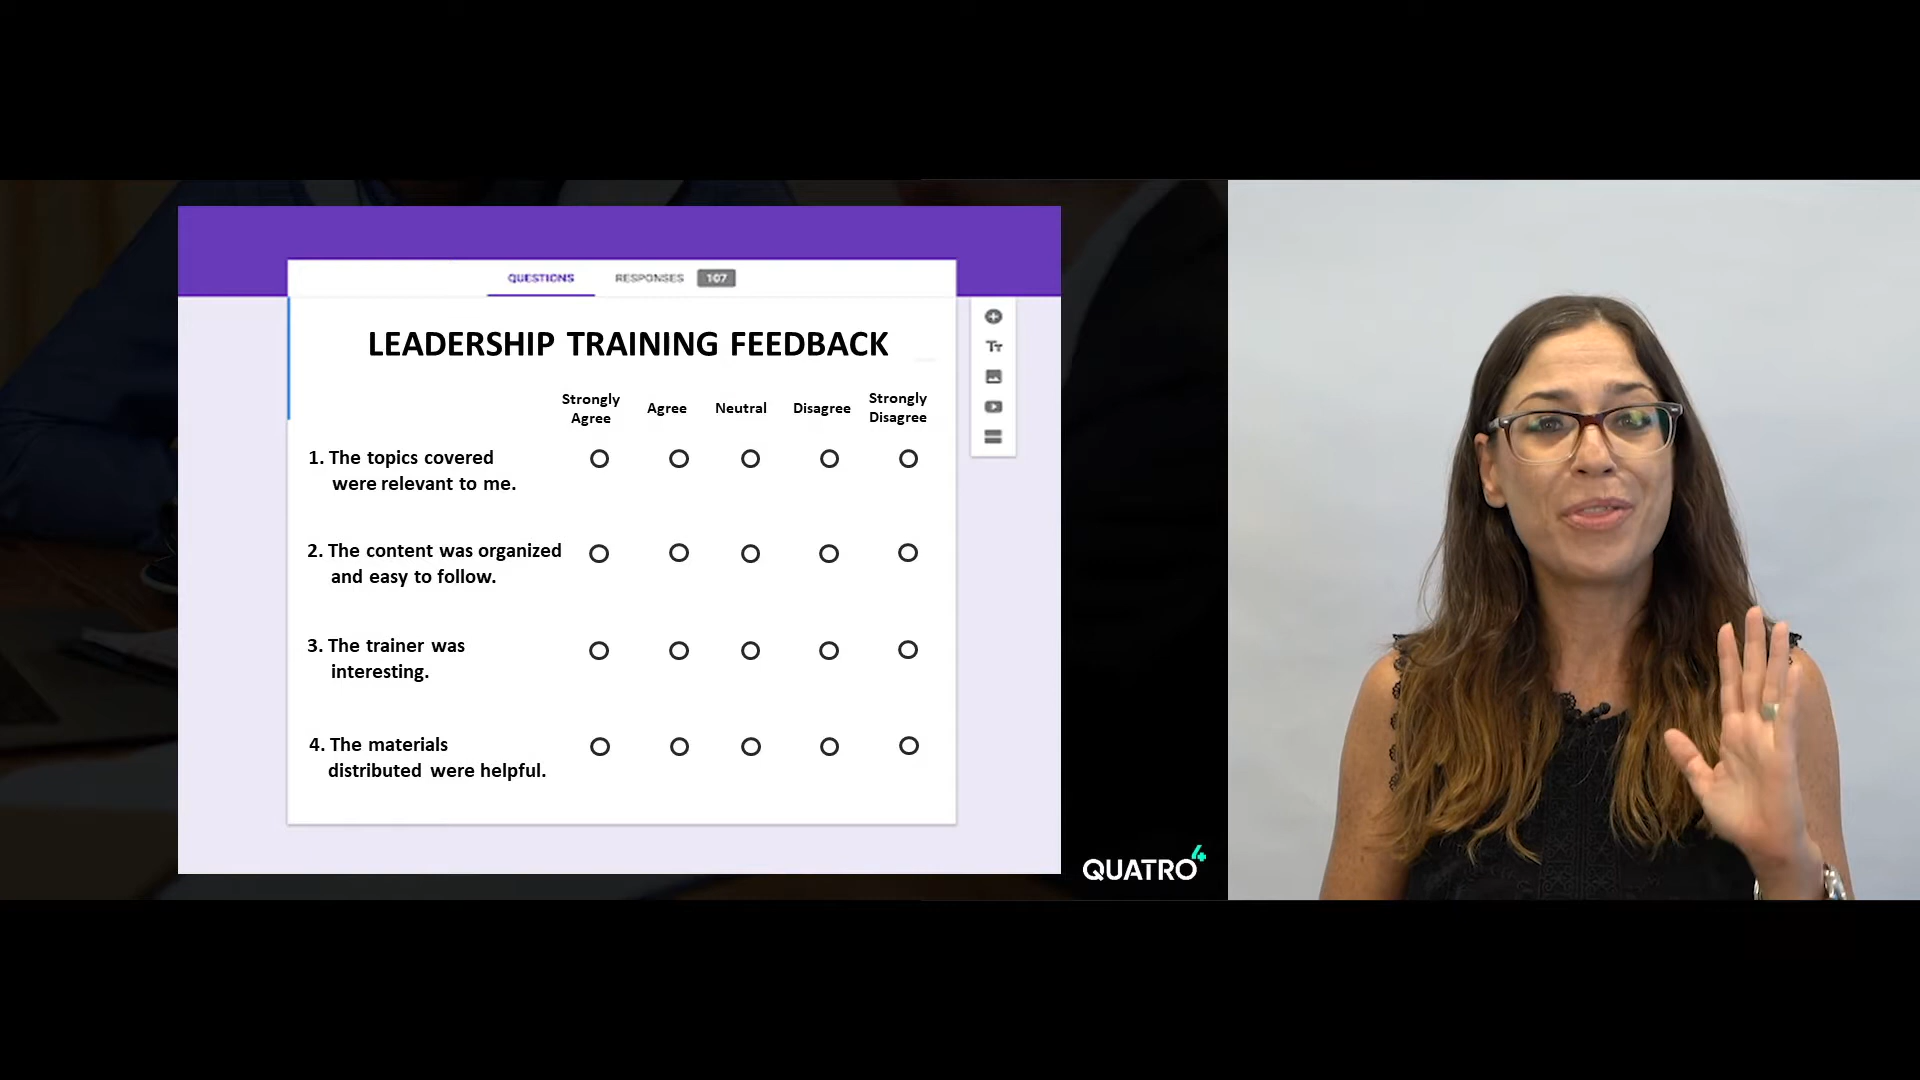 QUESTIONS RESPONSES 107
LEADERSHIP TRAINING FEEDBACK
Strongly
Agree
Agree
Neutral
Disagree
Strongly
Disagree
1. The topics covered
were relevant to me.
2. The content was organized
and easy to follow.
3. The trainer was
interesting.
4. The materials
distributed were helpful.
Tт
QUATRO4